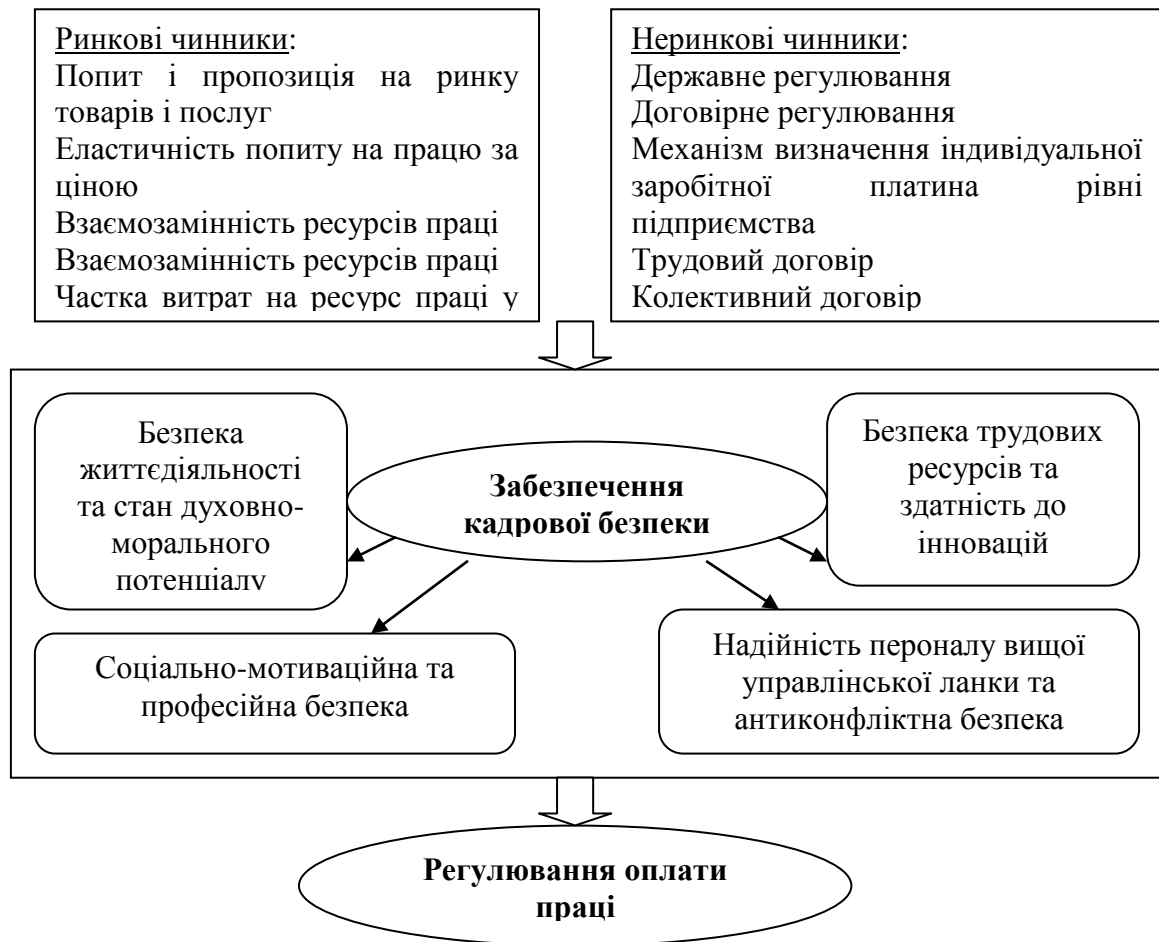 Ринкові чинники:
Попит і пропозиція на ринку
товарів і послуг
Еластичність попиту на працю за
ціною
Взаємозамінність ресурсів праці
Взаємозамінність ресурсів праці
Частка витрат на ресурс праці у
Неринкові чинники:
Державне регулювання
Договірне регулювання
Механізм визначення індивідуальної
заробітної платина рівні
підприємства
Трудовий договір
Колективний договір
Безпека
життєдіяльності
та стан духовно-
морального
потенціалу
Забезпечення
кадрової безпеки
Безпека трудових
ресурсів та
здатність до
інновацій
Соціально-мотиваційна та
професійна безпека
Надійність пероналу вищої
управлінської ланки та
антиконфліктна безпека
Регулювання оплати
праці